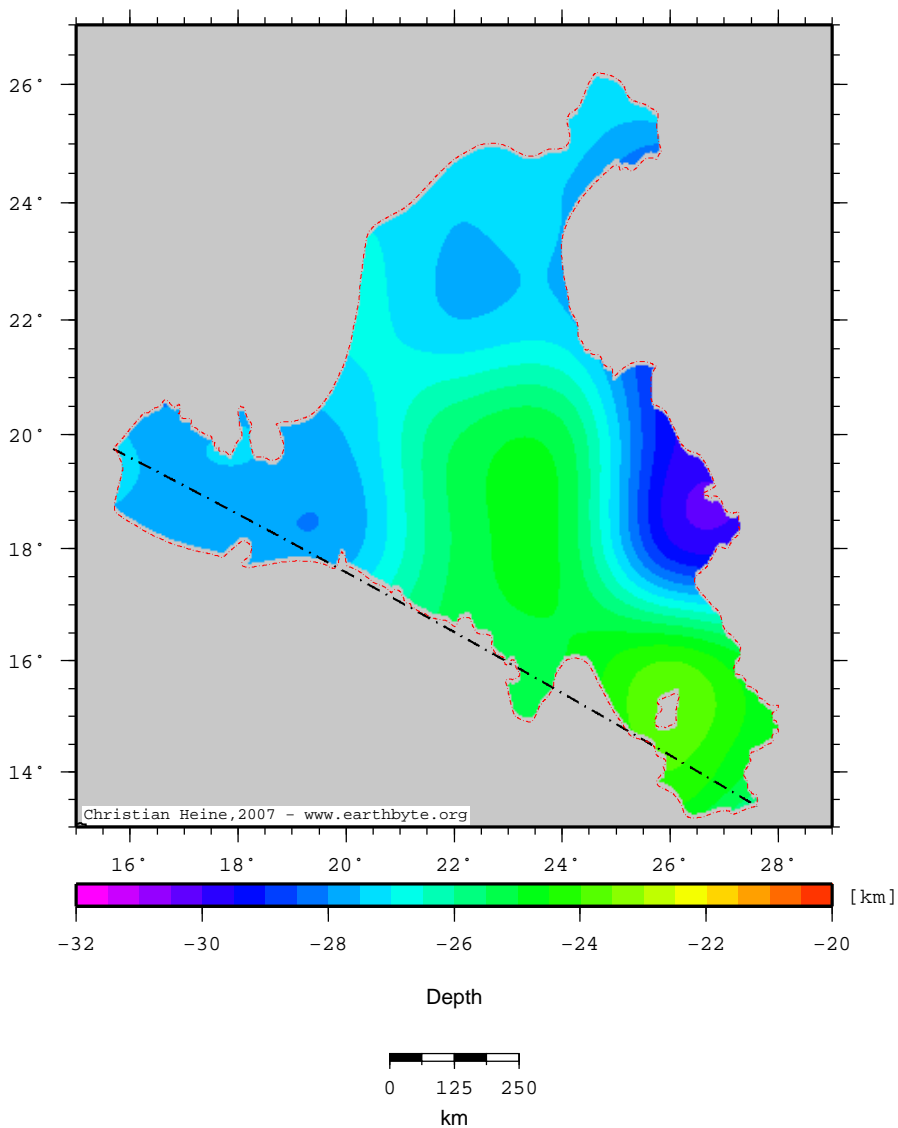 26°
24°
22°
20°
18°
16°
14°
Christian Heine,2007 - www.earthbyte.org
16° 18° 20° 22° 24° 26° 28°
[km]
−32 −30 −28 −26 −24 −22 −20
Depth
0 125 250
km